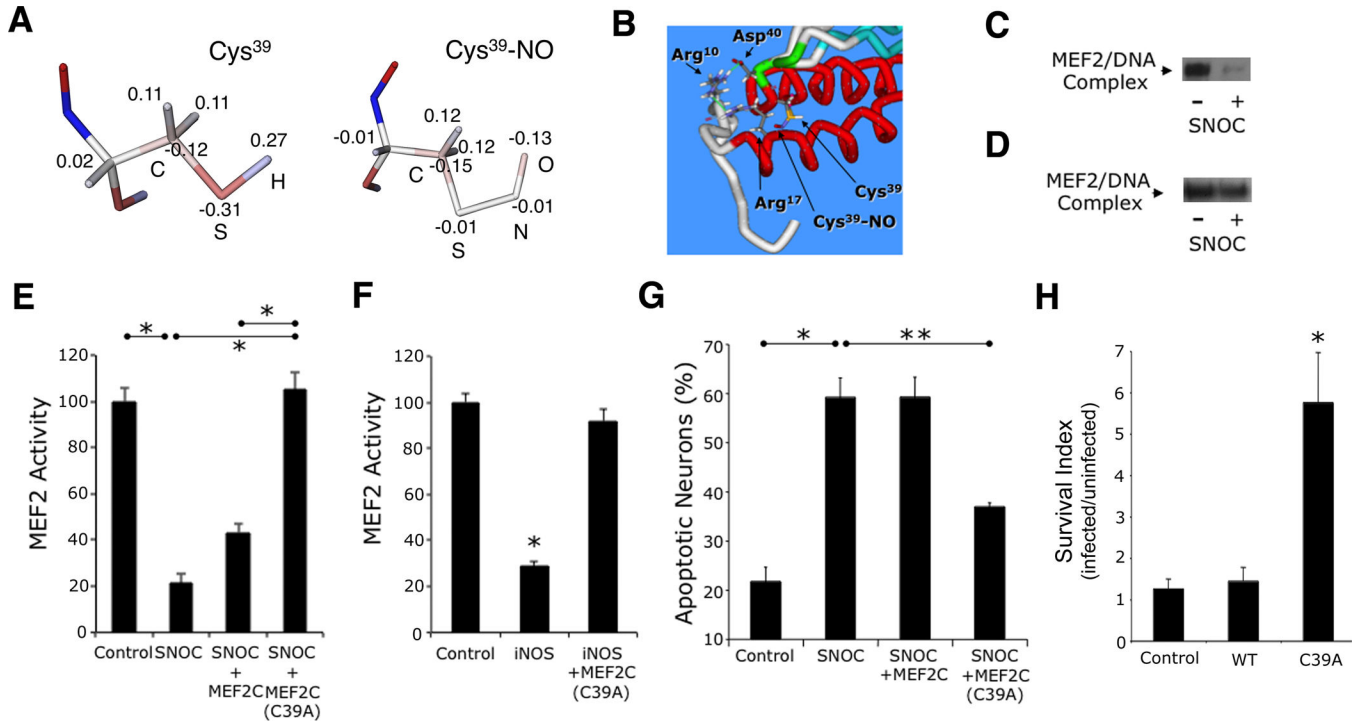 A
Cys39
Cys39-NO
0.11
0.11
0.27
0.02
-0.12
C
H
-0.31
S
-0.01
0.12
-0.13
0.12
-0.15
C
O
-0.01
-0.01
N
S
B
Asp40
Arg10
Arg17
Cys39
Cys39-NO
C
MEF2/DNA
Complex
- +
SNOC
D
MEF2/DNA
Complex
- +
SNOC
E
*
*
*
MEF2 Activity
120
100
80
60
40
20
0
Control
SNOC
SNOC
+
MEF2C
SNOC
+
MEF2C
(C39A)
F
MEF2 Activity
120
100
80
60
40
20
0
*
Control
iNOS
iNOS
+MEF2C
(C39A)
G
*
**
Apoptotic Neurons (%)
70
60
50
40
30
20
10
Control
SNOC
SNOC
+MEF2C
SNOC
+MEF2C
(C39A)
H
Survival Index
(infected/uninfected)
7
6
5
4
3
2
1
0
*
Control
WT
C39A